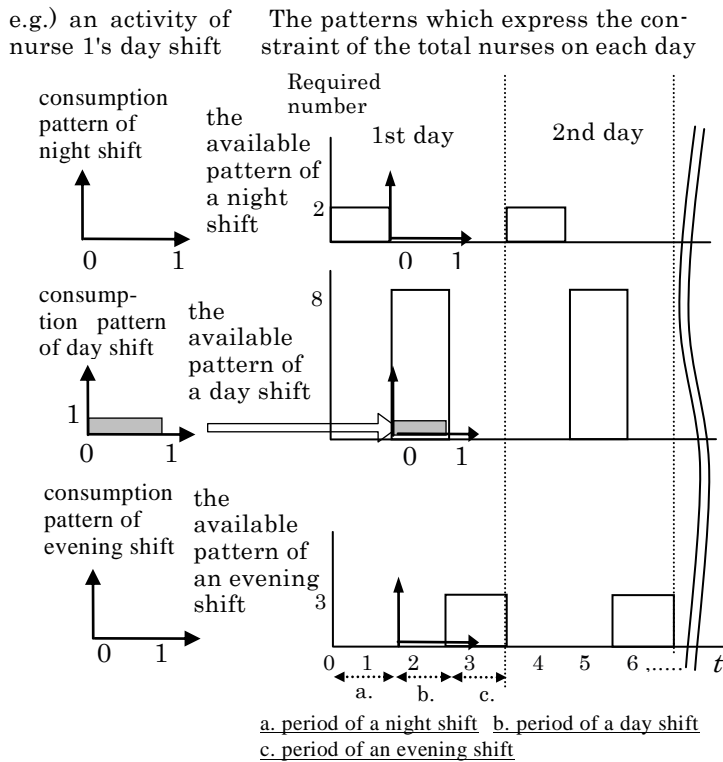 e.g.) an activity of
nurse 1's day shift
The patterns which express the con-
straint of the total nurses on each day
consumption
pattern of
night shift
0 1
the
available
pattern of
a night
shift
Required
number
1st day
2nd day
2
0 1
consump-
tion pattern
of day shift
1
0 1
the
available
pattern of
a day shift
8
0 1
consumption
pattern of
evening shift
0 1
the
available
pattern of
an evening
shift
3
0 1 2 3 4 5 6 ,...... t
a. b. c.
a. period of a night shift b. period of a day shift
c. period of an evening shift